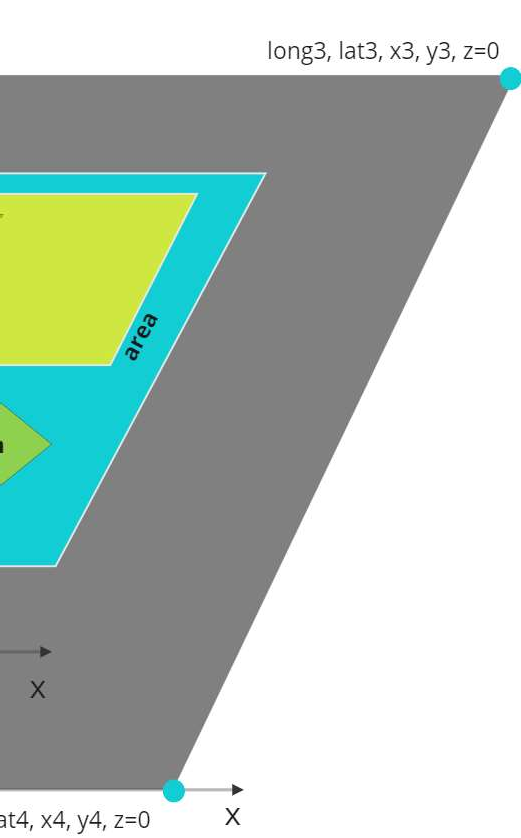 long3, lat3, x3, y3, z=0
area
X
at4, x4, y4, z=0
X